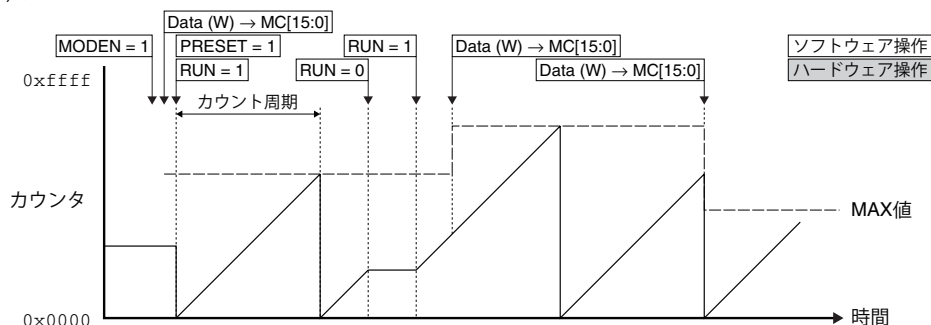 Data (W) → MC[15:0]
MODEN = 1
PRESET = 1
RUN = 1
Data (W) → MC[15:0]
ソフトウェア操作
RUN = 1
RUN = 0
Data (W) → MC[15:0]
ハードウェア操作
0xffff
カウント周期
カウンタ
MAX値
0x0000
時間